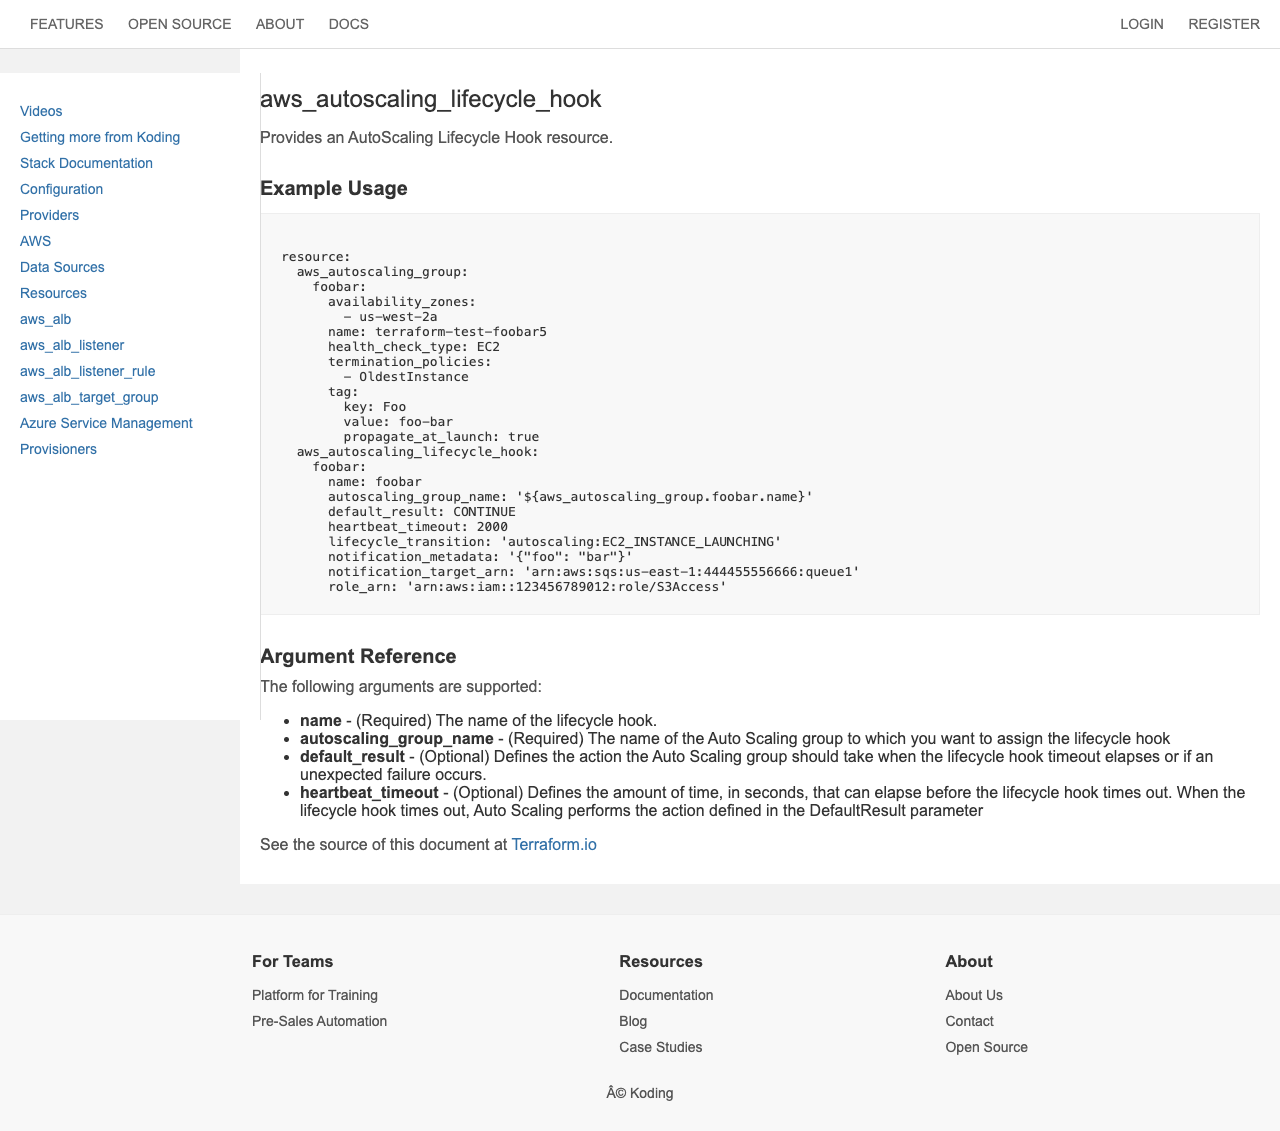 FEATURES OPEN SOURCE ABOUT DOCS LOGIN REGISTER
Videos
Getting more from Koding
Stack Documentation
Configuration
Providers
AWS
Data Sources
Resources
aws_alb
aws_alb_listener
aws_alb_listener_rule
aws_alb_target_group
Azure Service Management
Provisioners
aws_autoscaling_lifecycle_hook
Provides an AutoScaling Lifecycle Hook resource.
Example Usage
resource:
  aws_autoscaling_group:
    foobar:
      availability_zones:
        - us-west-2a
      name: terraform-test-foobar5
      health_check_type: EC2
      termination_policies:
        - OldestInstance
      tag:
        key: Foo
        value: foo-bar
        propagate_at_launch: true
  aws_autoscaling_lifecycle_hook:
    foobar:
      name: foobar
      autoscaling_group_name: '${aws_autoscaling_group.foobar.name}'
      default_result: CONTINUE
      heartbeat_timeout: 2000
      lifecycle_transition: 'autoscaling:EC2_INSTANCE_LAUNCHING'
      notification_metadata: '{"foo": "bar"}'
      notification_target_arn: 'arn:aws:sqs:us-east-1:444455556666:queue1'
      role_arn: 'arn:aws:iam::123456789012:role/S3Access'
Argument Reference
The following arguments are supported:
• name - (Required) The name of the lifecycle hook.
• autoscaling_group_name - (Required) The name of the Auto Scaling group to which you want to assign the lifecycle hook
• default_result - (Optional) Defines the action the Auto Scaling group should take when the lifecycle hook timeout elapses or if an
unexpected failure occurs.
• heartbeat_timeout - (Optional) Defines the amount of time, in seconds, that can elapse before the lifecycle hook times out. When the
lifecycle hook times out, Auto Scaling performs the action defined in the DefaultResult parameter
See the source of this document at Terraform.io
For Teams
Platform for Training
Pre-Sales Automation
Resources
Documentation
Blog
Case Studies
About
About Us
Contact
Open Source
Â© Koding